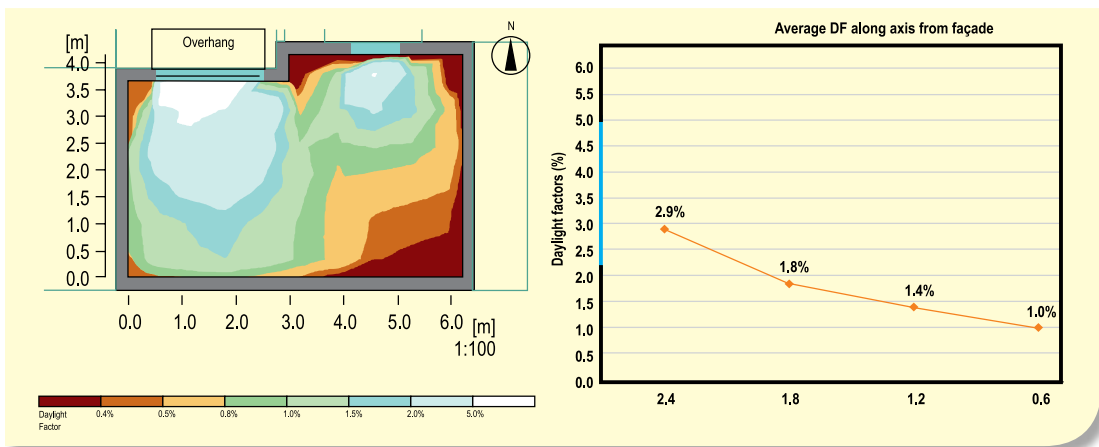 Overhang
N
[m]
4.0
3.5
3.0
2.5
2.0
1.5
1.0
0.5
0.0
0.0 1.0 2.0 3.0 4.0 5.0 6.0 [m]
1:100
Daylight Factor
0.4% 0.5% 0.8% 1.0% 1.5% 2.0% 5.0%
Average DF along axis from façade
Daylight factors (%)
6.0
5.0
4.5
4.0
3.5
3.0
2.5
2.0
1.5
1.0
0.5
0.0
2.9%
1.8%
1.4%
1.0%
2.4 1.8 1,2 0,6